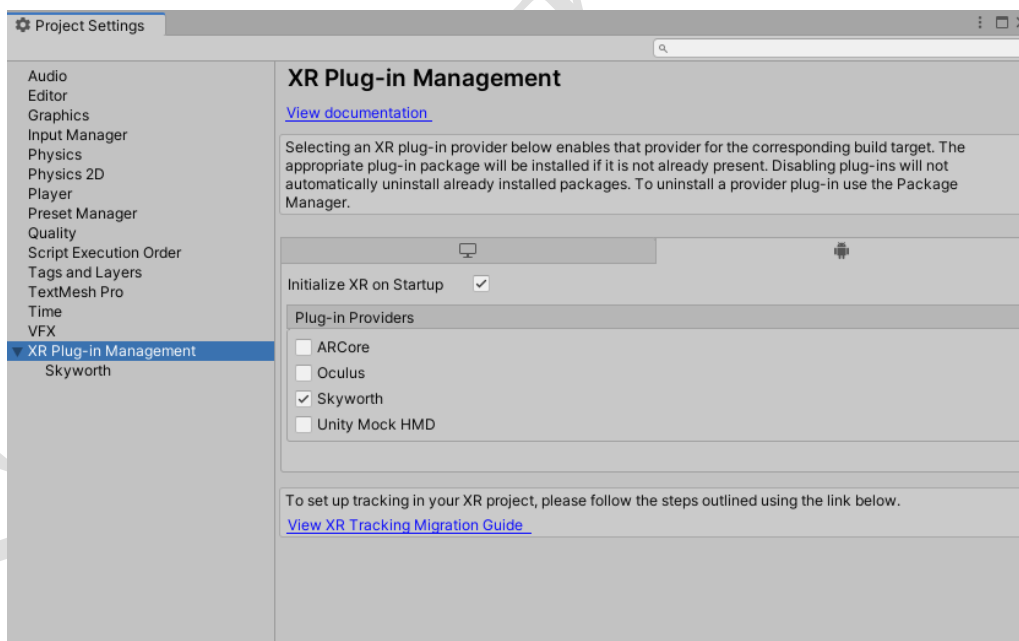 Project Settings
Audio
Editor
Graphics
Input Manager
Physics
Physics 2D
Player
Preset Manager
Quality
Script Execution Order
Tags and Layers
TextMesh Pro
Time
VFX
XR Plug-in Management
Skyworth
XR Plug-in Management
View documentation
Selecting an XR plug-in provider below enables that provider for the corresponding build target. The
appropriate plug-in package will be installed if it is not already present. Disabling plug-ins will not
automatically uninstall already installed packages. To uninstall a provider plug-in use the Package
Manager.
Initialize XR on Startup
Plug-in Providers
ARCore
Oculus
Skyworth
Unity Mock HMD
To set up tracking in your XR project, please follow the steps outlined using the link below.
View XR Tracking Migration Guide